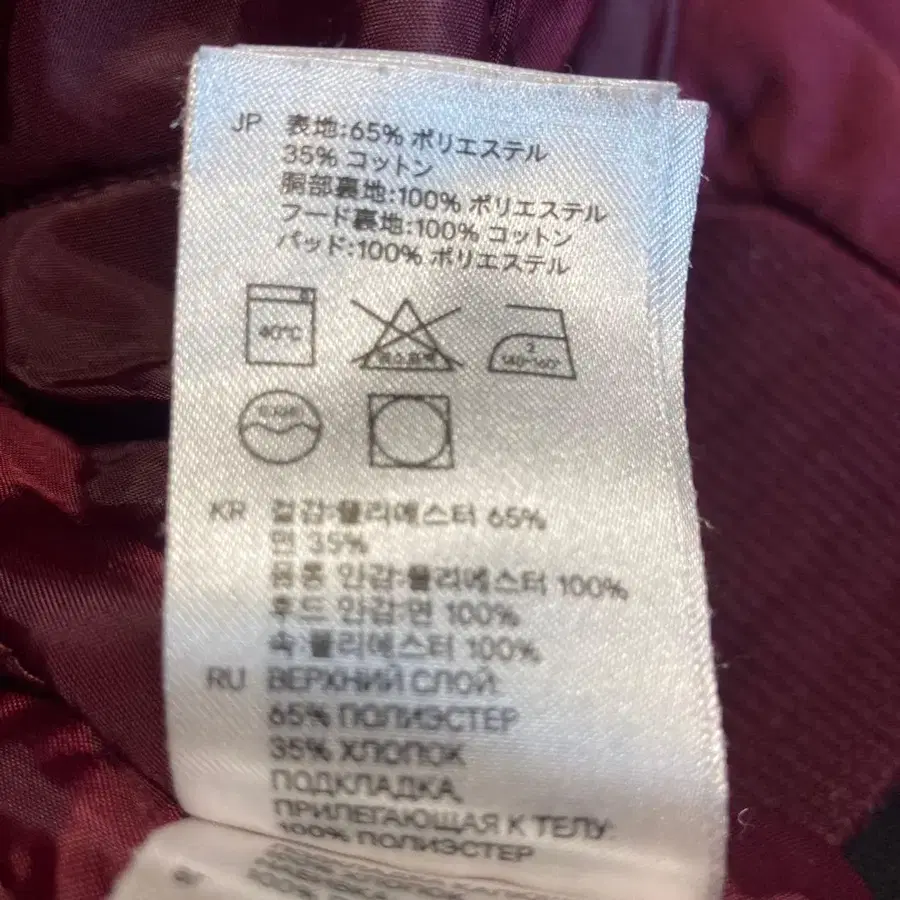 JP 表地:65% ポリエステル
35% コットン
胴部裏地:100% ポリエステル
フード裏地:100% コットン
パッド:100% ポリエステル
40°C
2
KR 겉감:폴리에스터 65%
면 35%
몸통 안감:폴리에스터 100%
후드 안감:면 100%
속:폴리에스터 100%
RU ВЕРХНИЙ СЛОЙ:
65% ПОЛИЭСТЕР
35% ХЛОПОК
ПОДКЛАДКА,
ПРИЛЕГАЮЩАЯ К ТЕЛУ:
100% ПОЛИЭСТЕР